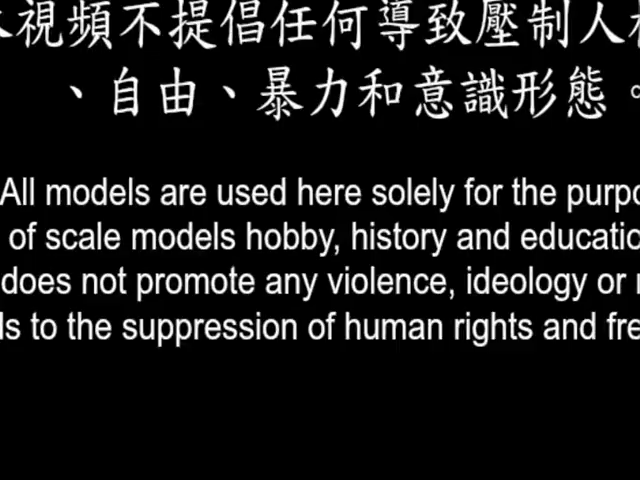 視頻不提倡任何導致壓制人
、自由、暴力和意識形態。
All models are used here solely for the purpo
of scale models hobby, history and educatio
does not promote any violence, ideology or
ds to the suppression of human rights and fre